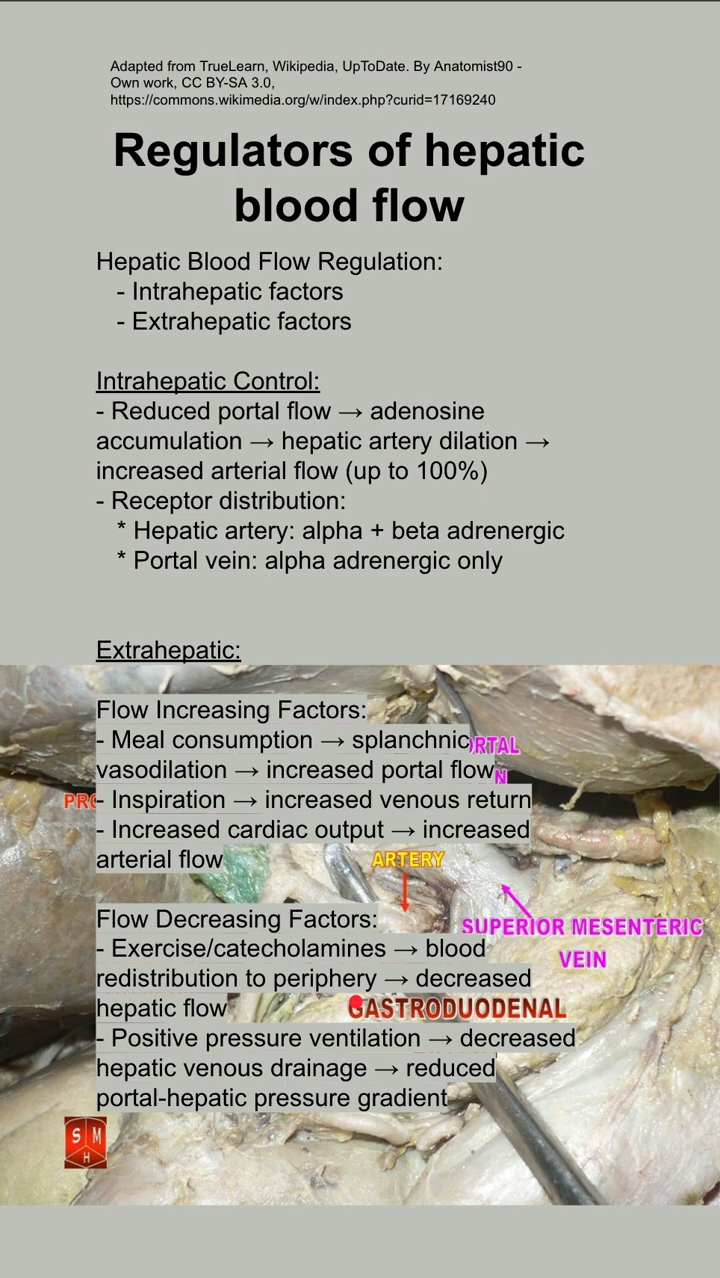 Adapted from TrueLearn, Wikipedia, UpToDate. By Anatomist90 -
Own work, CC BY-SA 3.0,
https://commons.wikimedia.org/w/index.php?curid=17169240
Regulators of hepatic
blood flow
Hepatic Blood Flow Regulation:
- Intrahepatic factors
- Extrahepatic factors
Intrahepatic Control:
- Reduced portal flow → adenosine
accumulation → hepatic artery dilation →
increased arterial flow (up to 100%)
- Receptor distribution:
* Hepatic artery: alpha + beta adrenergic
* Portal vein: alpha adrenergic only
Extrahepatic:
Flow Increasing Factors:
- Meal consumption → splanchnic
vasodilation → increased portal flow
- Inspiration → increased venous return
- Increased cardiac output → increased
arterial flow
ARTERY
Flow Decreasing Factors:
SUPERIOR MESENTERIC
VEIN
- Exercise/catecholamines → blood
redistribution to periphery → decreased
hepatic flow
GASTRODUODENAL
- Positive pressure ventilation → decreased
hepatic venous drainage → reduced
portal-hepatic pressure gradient
S M
H